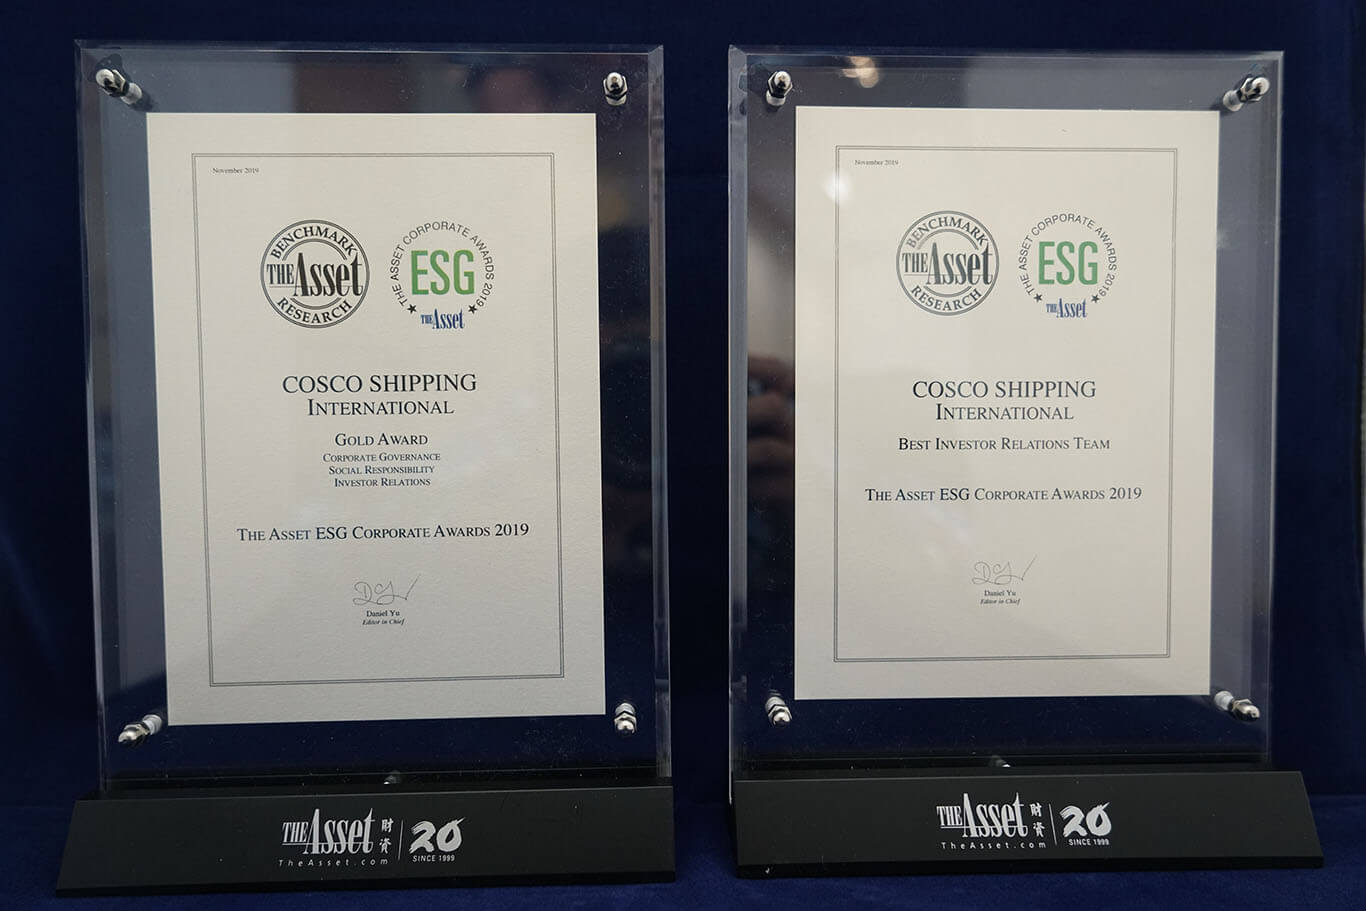 November 2019
BENCHMARK
THE Asset
RESEARCH
THE ASSET CORPORATE AWARDS 2019
ESG
THE Asset
COSCO SHIPPING
INTERNATIONAL
GOLD AWARD
CORPORATE GOVERNANCE
SOCIAL RESPONSIBILITY
INVESTOR RELATIONS
THE ASSET ESG CORPORATE AWARDS 2019
Daniel Yu
Editor in Chief
THE Asset 財資 20
TheAsset.com SINCE 1999
November 2019
BENCHMARK
THE Asset
RESEARCH
THE ASSET CORPORATE AWARDS 2019
ESG
THE Asset
COSCO SHIPPING
INTERNATIONAL
BEST INVESTOR RELATIONS TEAM
THE ASSET ESG CORPORATE AWARDS 2019
Daniel Yu
Editor in Chief
THE Asset 財資 20
TheAsset.com SINCE 1999